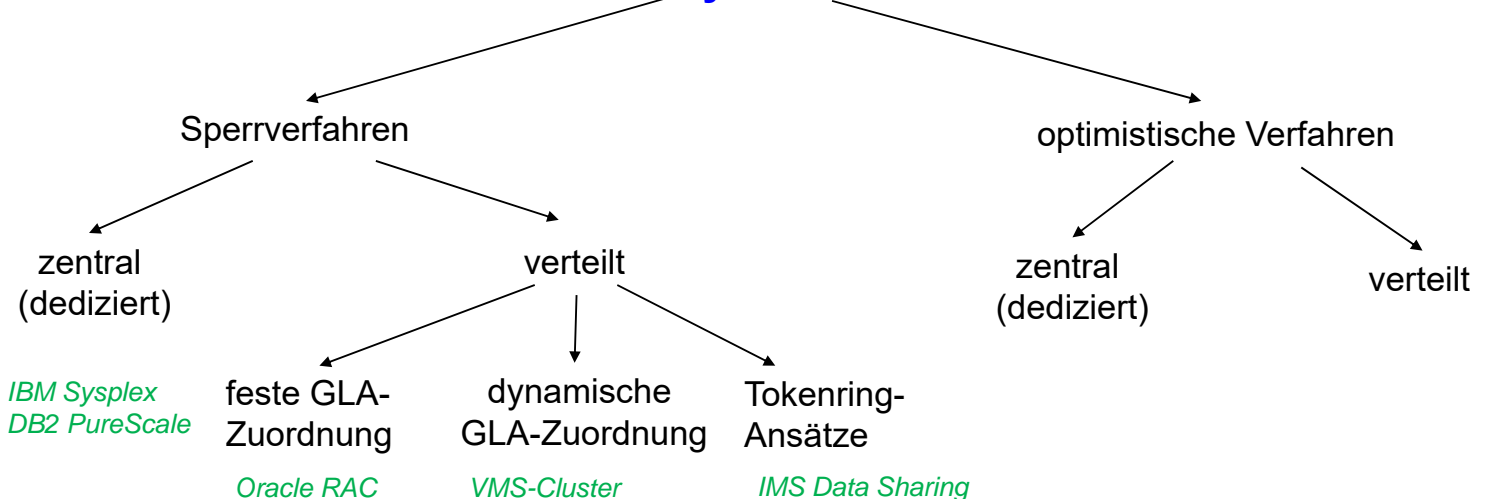 Sperrverfahren
optimistische Verfahren
zentral
(dediziert)
verteilt
zentral
(dediziert)
verteilt
IBM Sysplex
DB2 PureScale
feste GLA-
Zuordnung
dynamische
GLA-Zuordnung
Tokenring-
Ansätze
Oracle RAC
VMS-Cluster
IMS Data Sharing